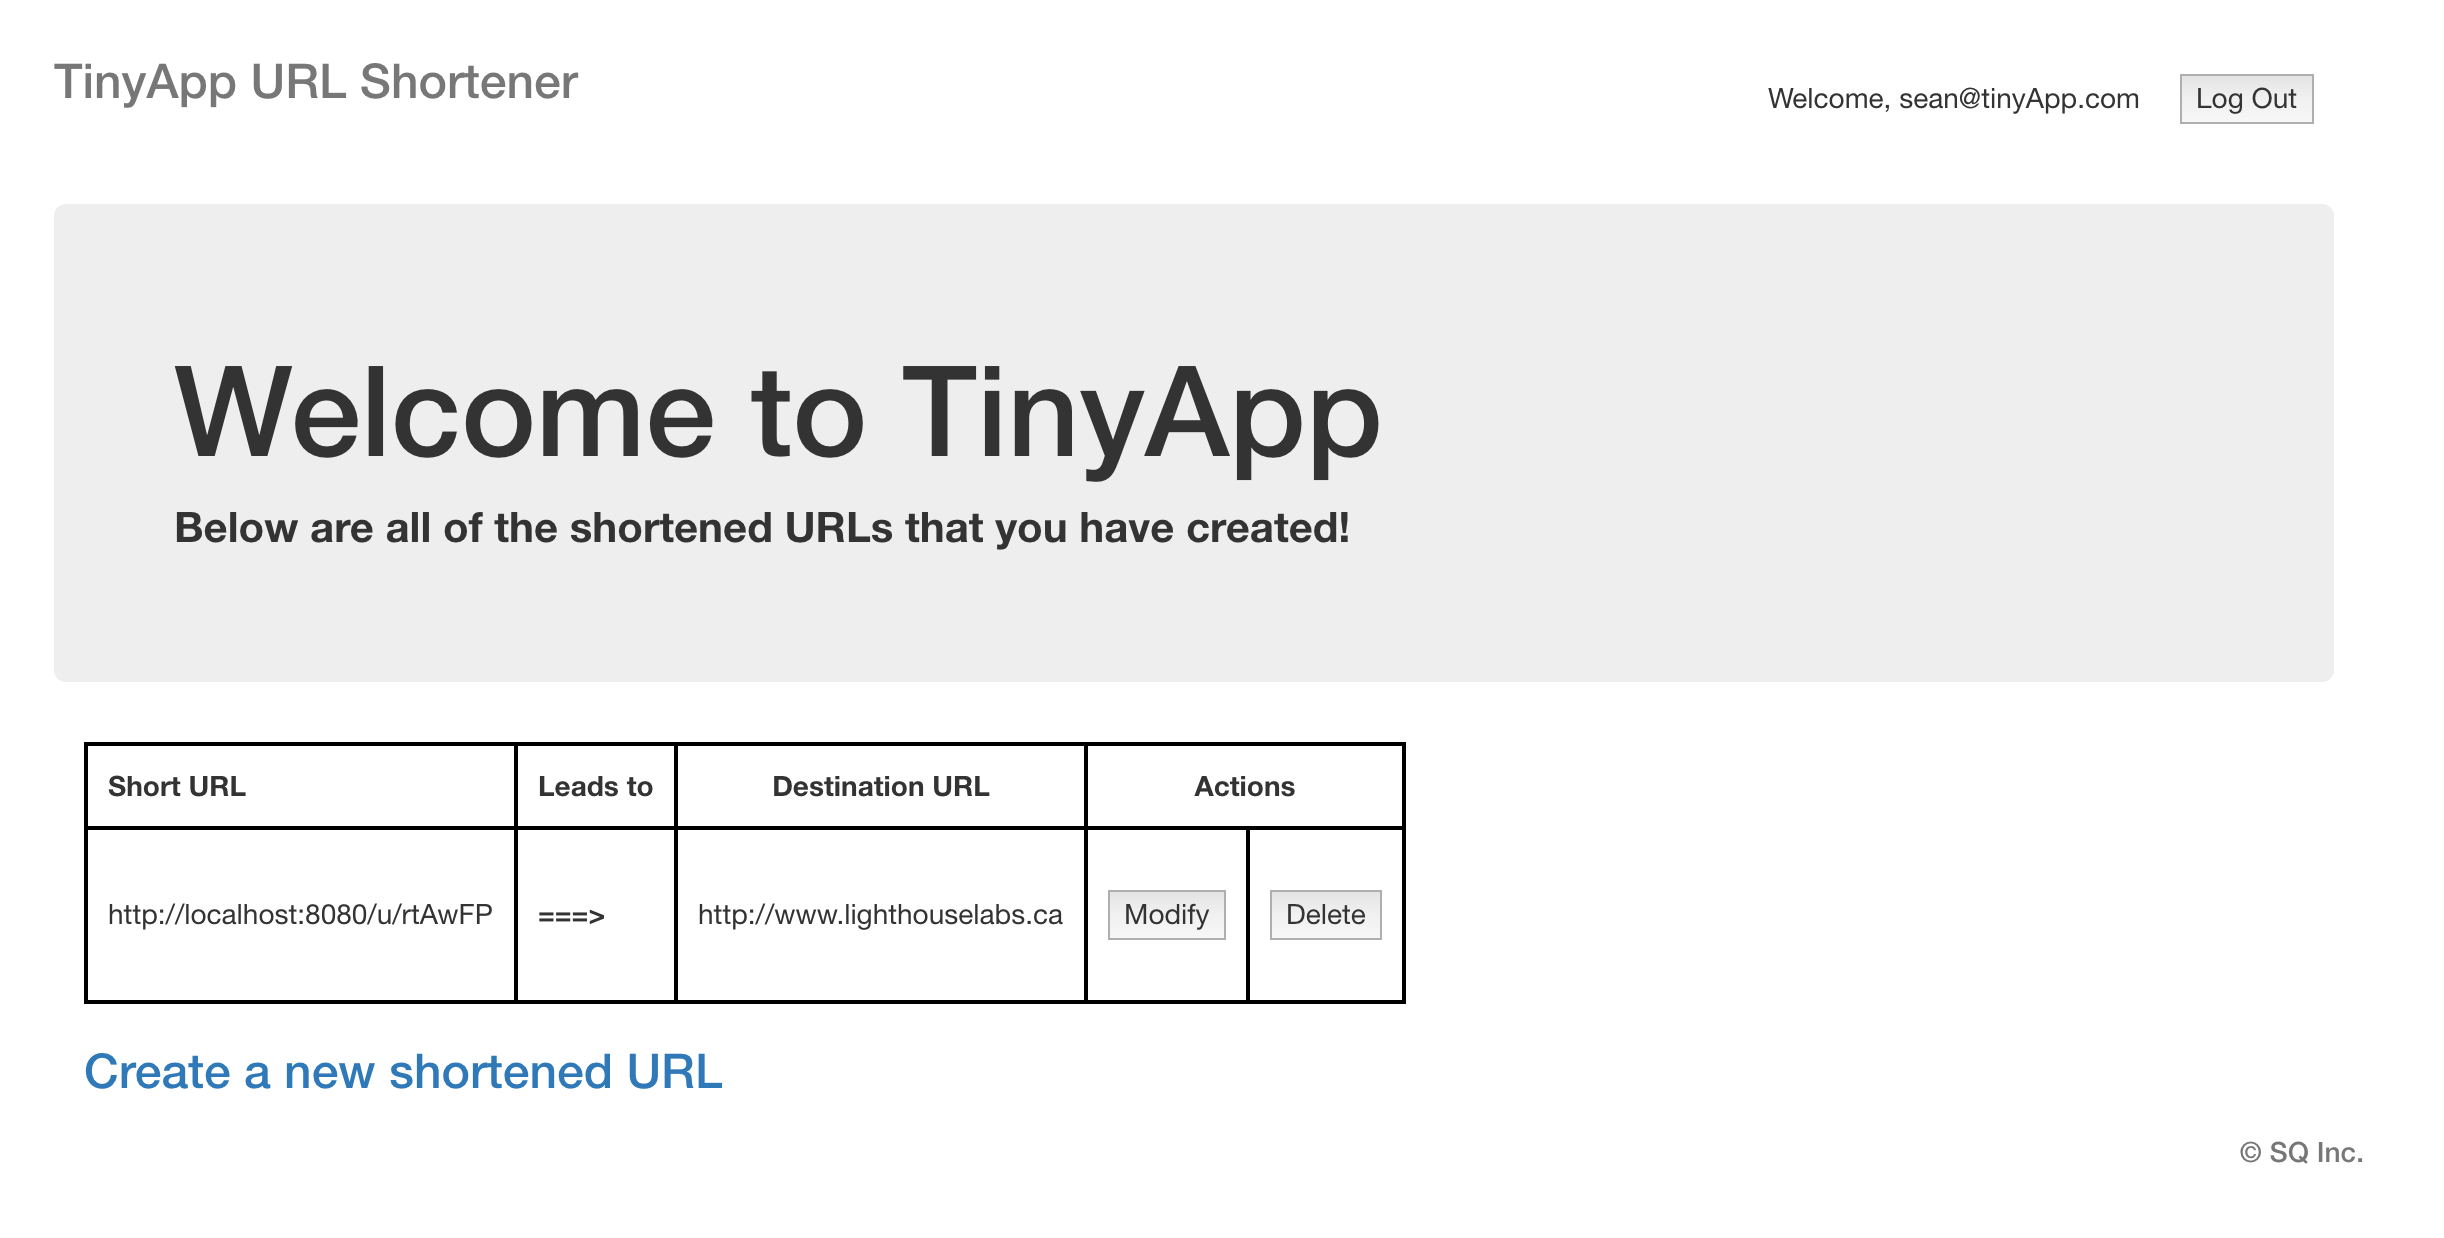 TinyApp URL Shortener
Welcome, sean@tinyApp.com
Log Out
Welcome to TinyApp
Below are all of the shortened URLs that you have created!
Short URL Leads to Destination URL Actions
http://localhost:8080/u/rtAwFP ===> http://www.lighthouselabs.ca Modify Delete
Create a new shortened URL
© SQ Inc.